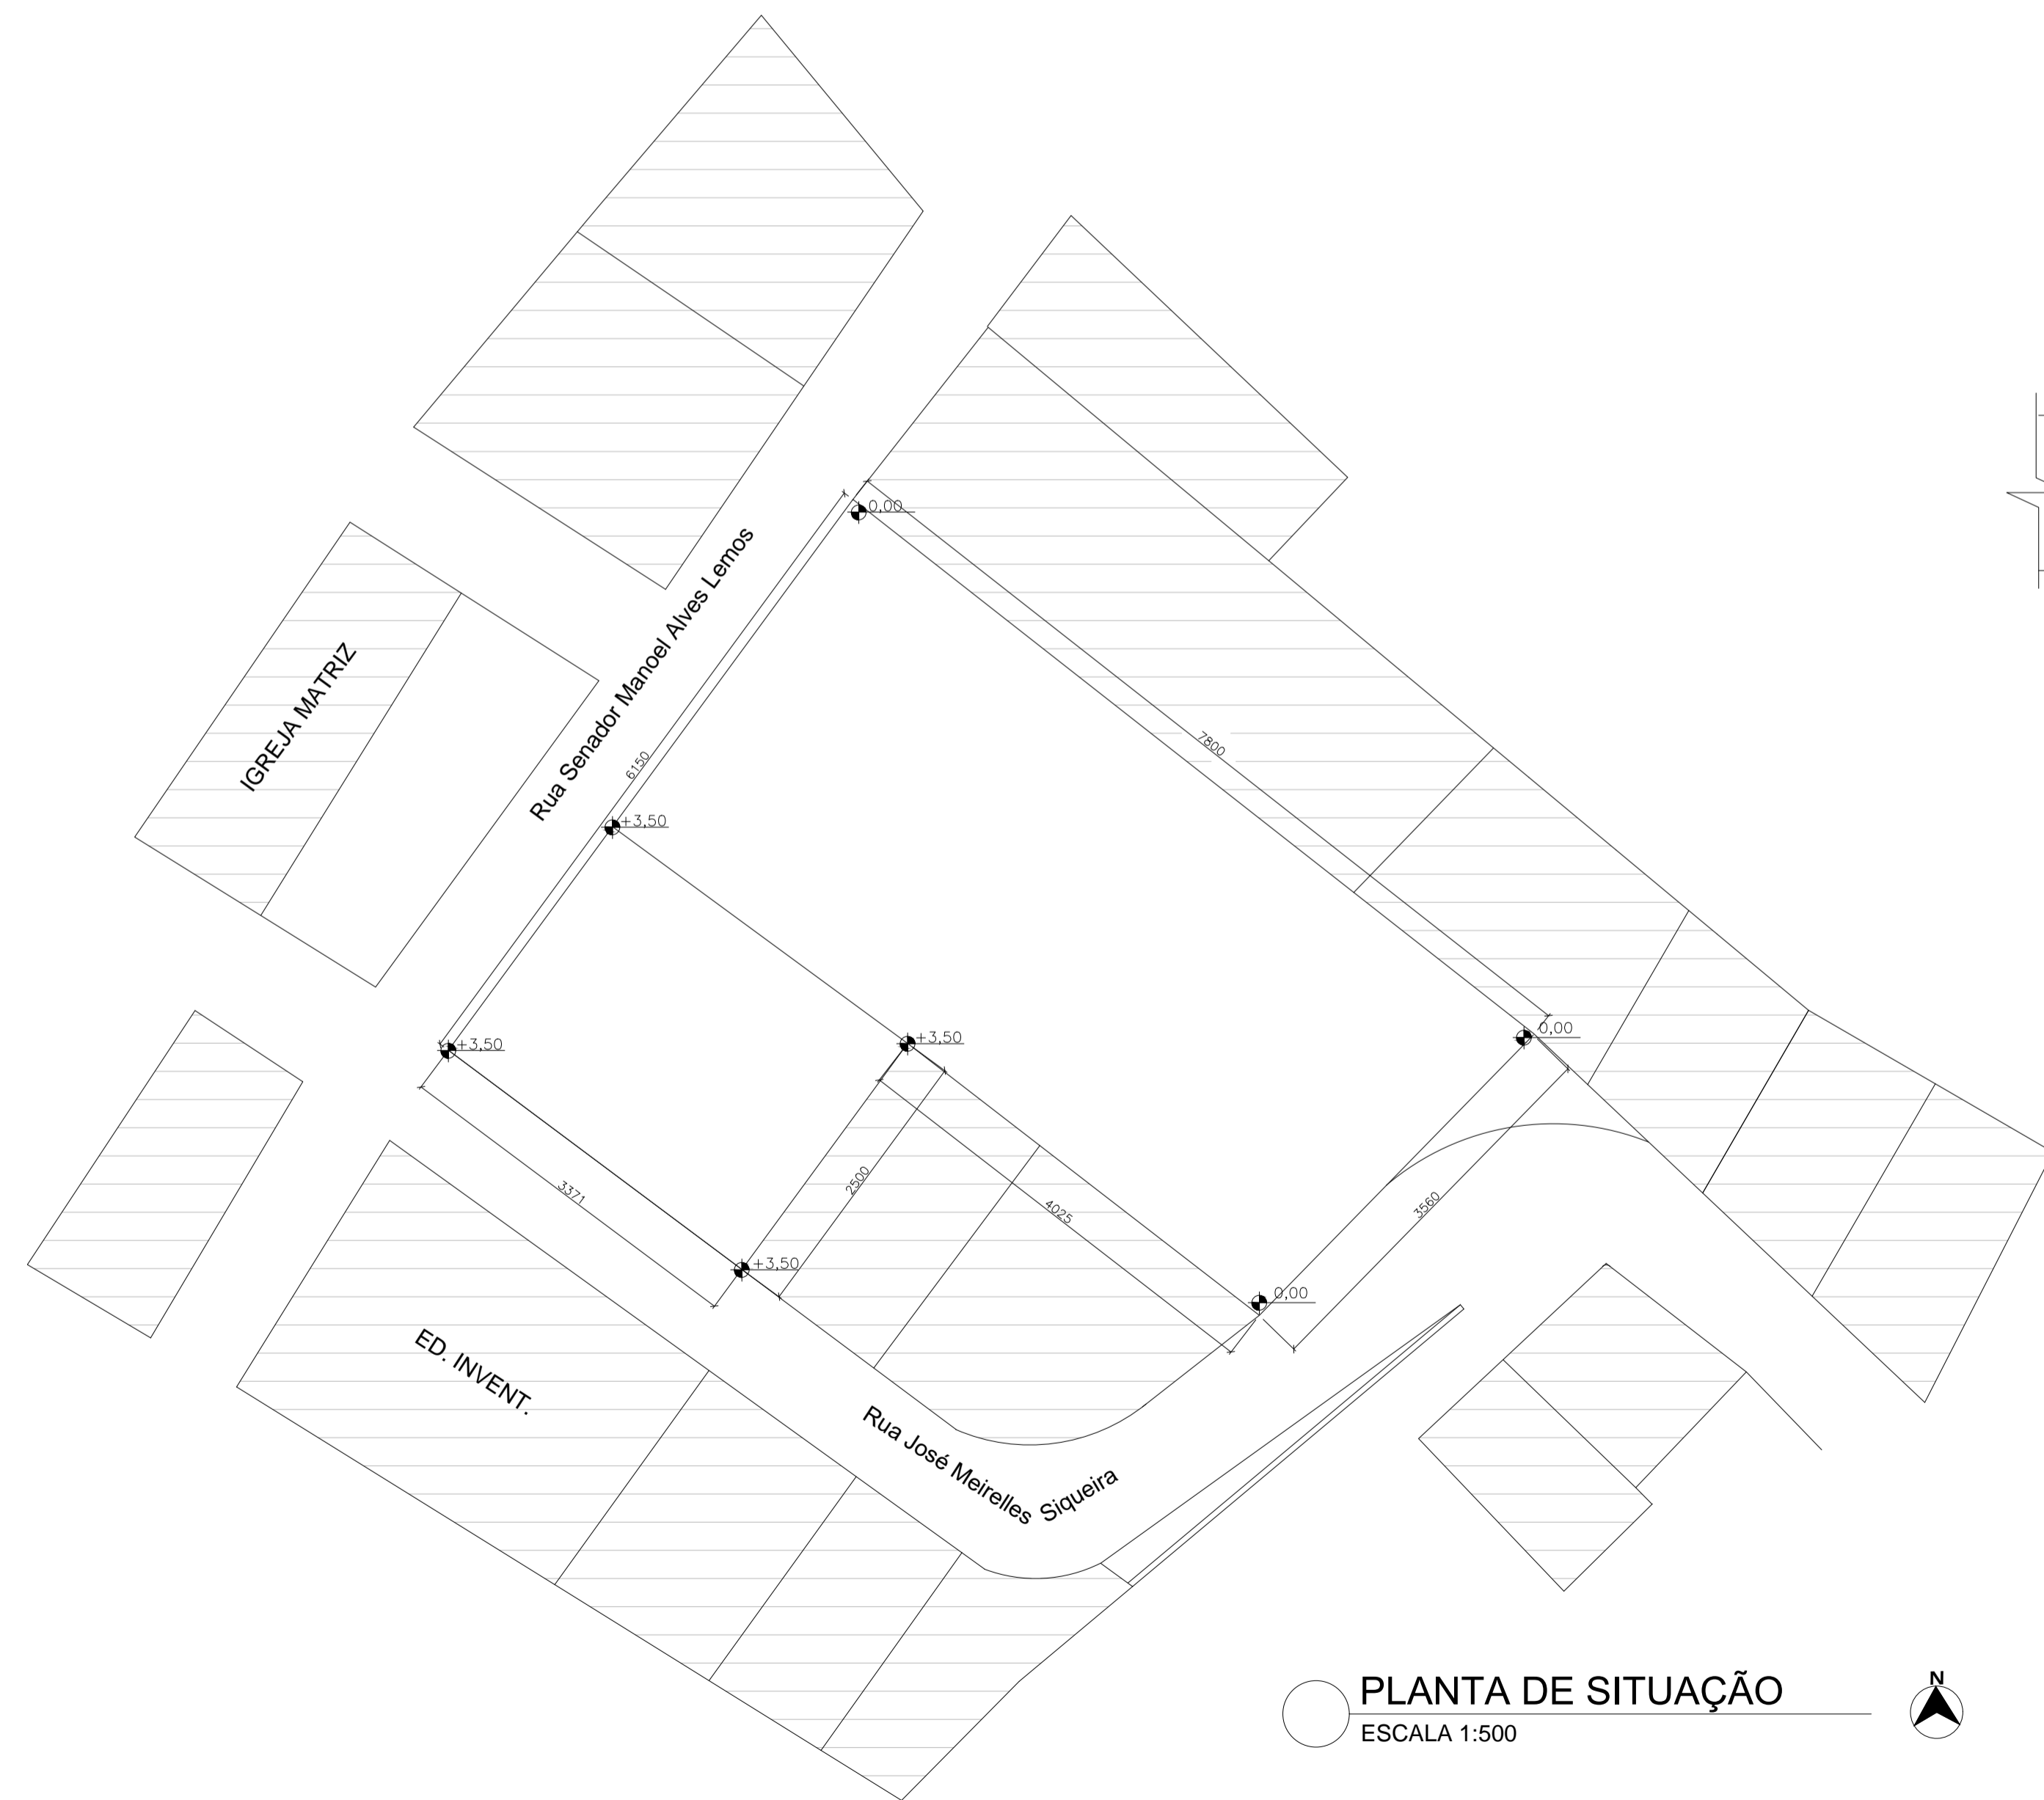 0,00
Rua Senador Manoel Alves Lemos
IGREJA MATRIZ
7800
6150
+3,50
0,00
+3,50
+3,50
2500
3371
4025
3560
+3,50
0,00
ED. INVENT.
Rua José Meirelles Siqueira
N
PLANTA DE SITUAÇÃO
ESCALA 1:500